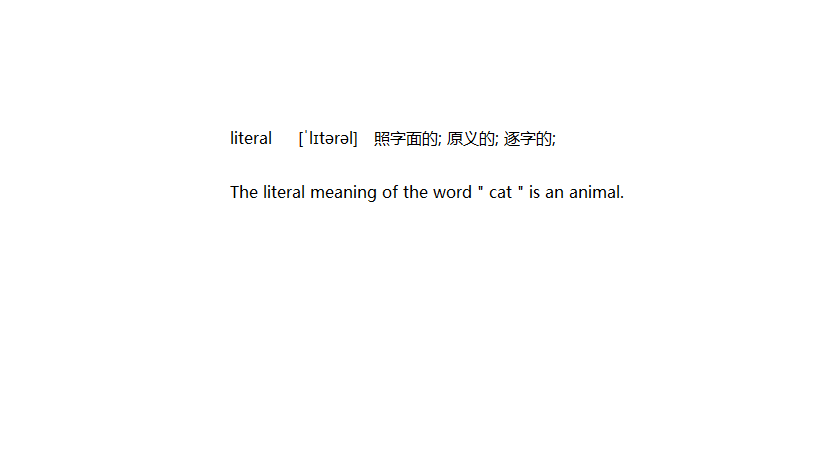 literal [ˈlɪtərəl] 照字面的; 原义的; 逐字的;
The literal meaning of the word " cat " is an animal.